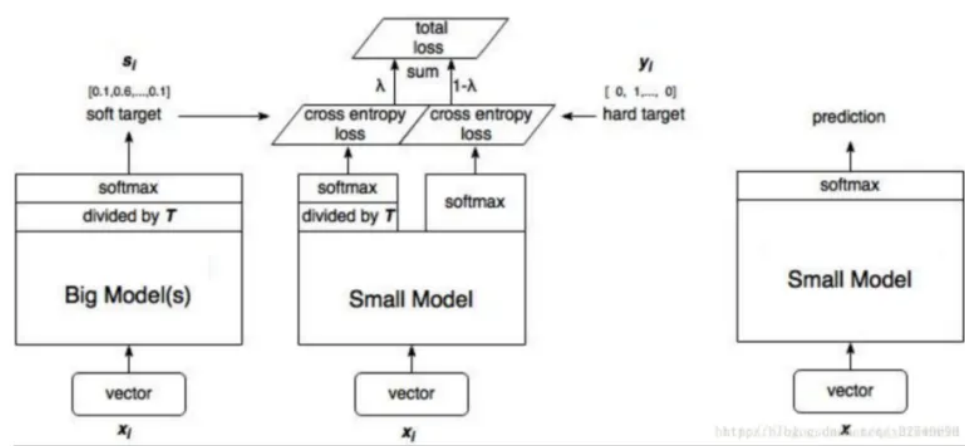 total
loss
sum
λ
1-λ
s_i
[0.1,0.6,...,0.1]
soft target
cross entropy
loss
cross entropy
loss
y_i
[ 0, 1,..., 0]
hard target
softmax
divided by T
Big Model(s)
vector
x_i
softmax
divided by T
softmax
Small Model
vector
x_i
prediction
softmax
Small Model
vector
x